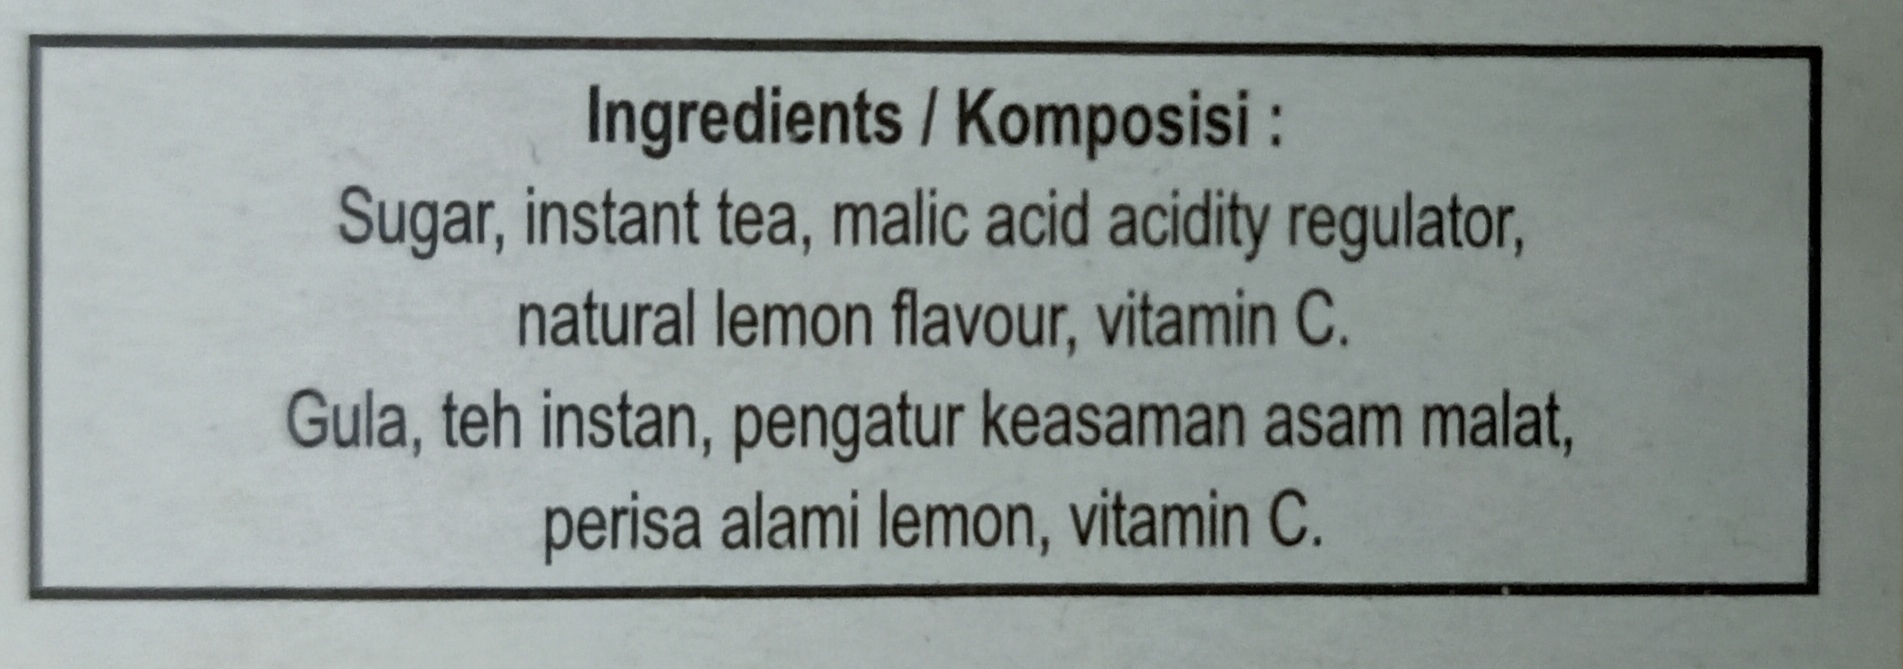 Ingredients / Komposisi :
Sugar, instant tea, malic acid acidity regulator,
natural lemon flavour, vitamin C.
Gula, teh instan, pengatur keasaman asam malat,
perisa alami lemon, vitamin C.